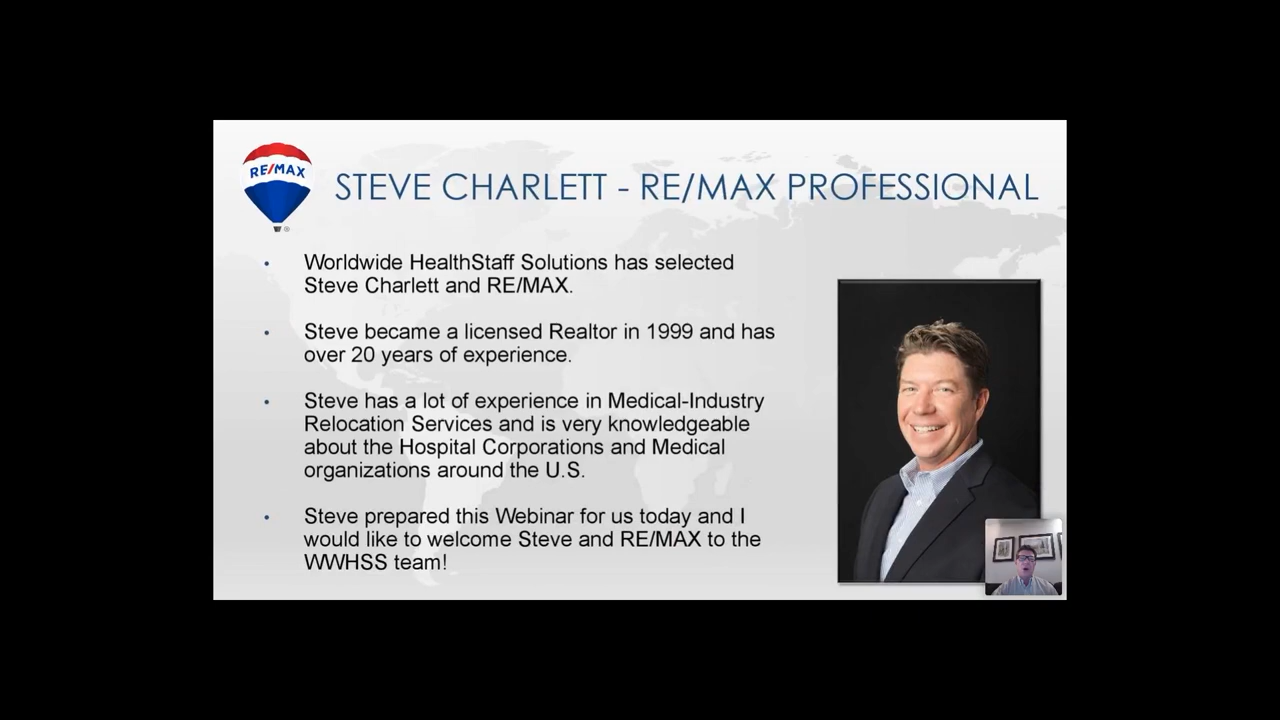 RE/MAX
STEVE CHARLETT - RE/MAX PROFESSIONAL
• Worldwide HealthStaff Solutions has selected
Steve Charlett and RE/MAX.
• Steve became a licensed Realtor in 1999 and has
over 20 years of experience.
• Steve has a lot of experience in Medical-Industry
Relocation Services and is very knowledgeable
about the Hospital Corporations and Medical
organizations around the U.S.
• Steve prepared this Webinar for us today and I
would like to welcome Steve and RE/MAX to the
WWHSS team!